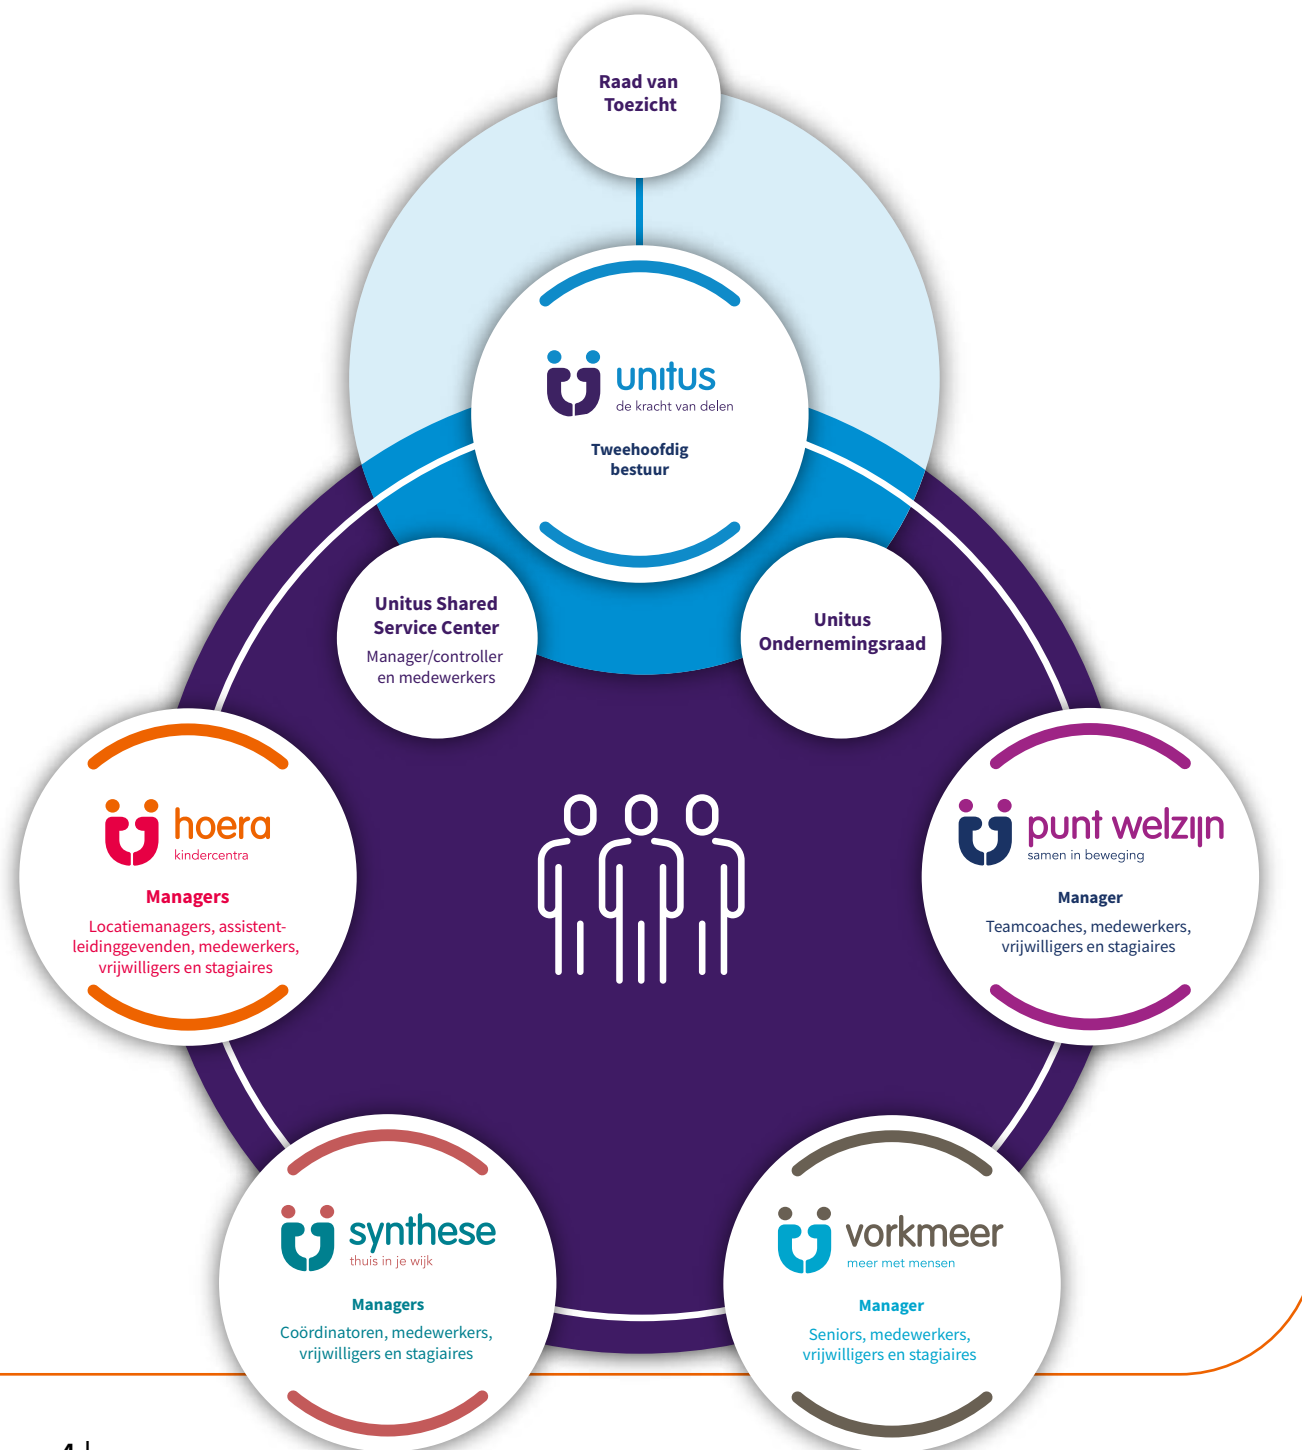 Raad van
Toezicht
unitus
de kracht van delen
Tweehoofdig
bestuur
Unitus Shared
Service Center
Manager/controller
en medewerkers
Unitus
Ondernemingsraad
hoera
kindercentra
Managers
Locatiemanagers, assistent-
leidinggevenden, medewerkers,
vrijwilligers en stagiaires
punt welzijn
samen in beweging
Manager
Teamcoaches, medewerkers,
vrijwilligers en stagiaires
synthese
thuis in je wijk
Managers
Coördinatoren, medewerkers,
vrijwilligers en stagiaires
vorkmeer
meer met mensen
Manager
Seniors, medewerkers,
vrijwilligers en stagiaires